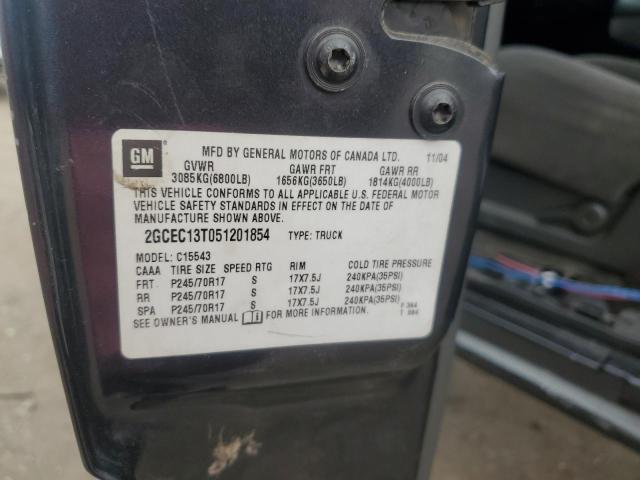 GM
MFD BY GENERAL MOTORS OF CANADA LTD. 11/04
GVWR GAWR FRT GAWR RR
3085KG(6800LB) 1656KG(3650LB) 1814KG(4000LB)
THIS VEHICLE CONFORMS TO ALL APPLICABLE U.S. FEDERAL MOTOR
VEHICLE SAFETY STANDARDS IN EFFECT ON THE DATE OF
MANUFACTURE SHOWN ABOVE.
2GCEC13T051201854 TYPE: TRUCK
MODEL: C15543
CAAA TIRE SIZE SPEED RTG RIM COLD TIRE PRESSURE
FRT P245/70R17 S 17X7.5J 240KPA(35PSI)
RR P245/70R17 S 17X7.5J 240KPA(35PSI)
SPA P245/70R17 S 17X7.5J 240KPA(35PSI)
SEE OWNER'S MANUAL FOR MORE INFORMATION.